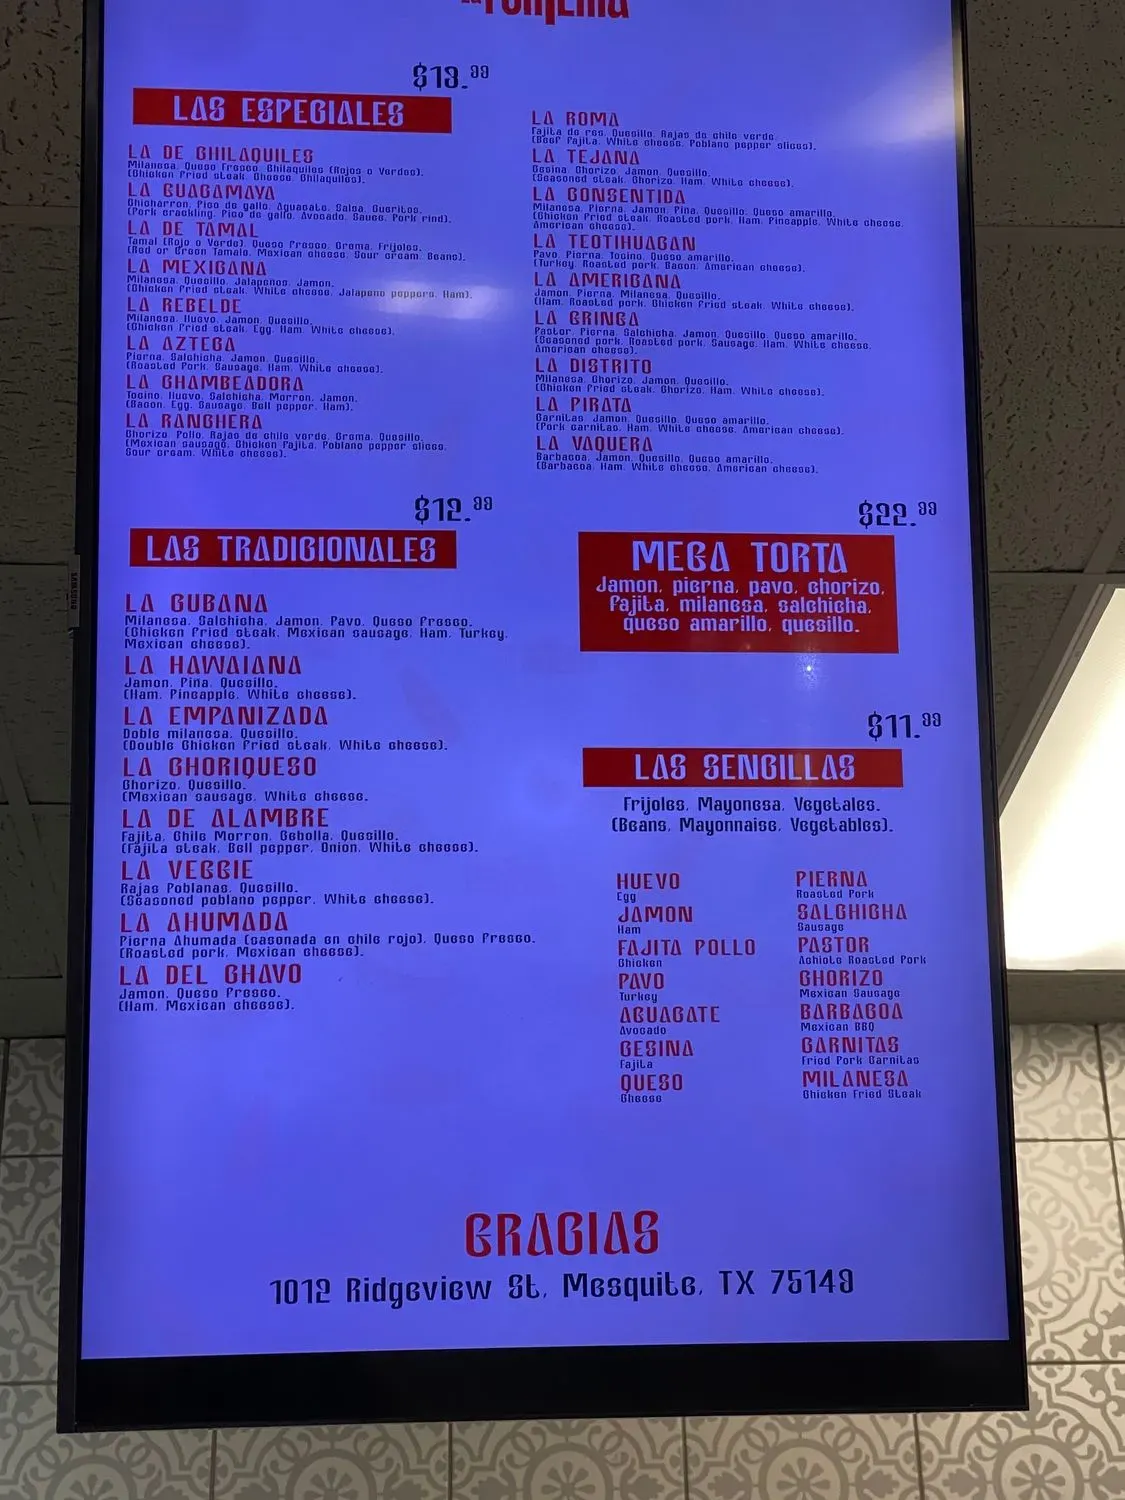 $13.99
LAS ESPECIALES
LA DE CHILAQUILES
Milanesa. Queso Fresco. Chilaquiles (Rojos o Verdes).
(Chicken Fried steak. Cheese. Chilaquiles).
LA GUACAMAYA
Chicharron. Pico de gallo. Aguacate. Salsa. Cueritos.
(Pork crackling. Pico de gallo. Avocado. Sauce. Pork rind).
LA DE TAMAL
Tamal (Rojo o Verde). Queso Fresco. Crema. Frijoles.
(Red or Green Tamale. Mexican cheese. Sour cream. Beans).
LA MEXICANA
Milanesa. Quesillo. Jalapeños. Jamon.
(Chicken Fried steak. White cheese. Jalapeno peppers. Ham).
LA REBELDE
Milanesa. Huevo. Jamon. Quesillo.
(Chicken Fried steak. Egg. Ham. White cheese).
LA AZTECA
Pierna. Salchicha. Jamon. Quesillo.
(Roasted Pork. Sausage. Ham. White cheese).
LA CHAMBEADORA
Tocino. Huevo. Salchicha. Morron. Jamon.
(Bacon. Egg. Sausage. Bell pepper. Ham).
LA RANCHERA
Chorizo. Pollo. Rajas de chile verde. Crema. Quesillo.
(Mexican sausage. Chicken Fajita. Poblano pepper slices.
Sour cream. White cheese).
LA ROMA
Fajita de res. Quesillo. Rajas de chile verde.
(Beef Fajita. White cheese. Poblano pepper slices).
LA TEJANA
Cecina. Chorizo. Jamon. Quesillo.
(Seasoned steak. Chorizo. Ham. White cheese).
LA CONSENTIDA
Milanesa. Pierna. Jamon. Pina. Quesillo. Queso amarillo.
(Chicken Fried steak. Roasted pork. Ham. Pineapple. White cheese.
American cheese).
LA TEOTIHUACAN
Pavo. Pierna. Tocino. Queso amarillo.
(Turkey. Roasted pork. Bacon. American cheese).
LA AMERICANA
Jamon. Pierna. Milanesa. Quesillo.
(Ham. Roasted pork. Chicken Fried steak. White cheese).
LA GRINGA
Pastor. Pierna. Salchicha. Jamon. Quesillo. Queso amarillo.
(Seasoned pork. Roasted pork. Sausage. Ham. White cheese.
American cheese).
LA DISTRITO
Milanesa. Chorizo. Jamon. Quesillo.
(Chicken Fried steak. Chorizo. Ham. White cheese).
LA PIRATA
Carnitas. Jamon. Quesillo. Queso amarillo.
(Pork carnitas. Ham. White cheese. American cheese).
LA VAQUERA
Barbacoa. Jamon. Quesillo. Queso amarillo.
(Barbacoa. Ham. White cheese. American cheese).
$12.99
LAS TRADICIONALES
LA CUBANA
Milanesa. Salchicha. Jamon. Pavo. Queso Fresco.
(Chicken Fried steak. Mexican sausage. Ham. Turkey.
Mexican cheese).
LA HAWAIANA
Jamon. Pina. Quesillo.
(Ham. Pineapple. White cheese).
LA EMPANIZADA
Doble milanesa. Quesillo.
(Double Chicken Fried steak. White cheese).
LA CHORIQUESO
Chorizo. Quesillo.
(Mexican sausage. White cheese.
LA DE ALAMBRE
Fajita. Chile Morron. Cebolla. Quesillo.
(Fajita steak. Bell pepper. Onion. White cheese).
LA VEGGIE
Rajas Poblanas. Quesillo.
(Seasoned poblano pepper. White cheese).
LA AHUMADA
Pierna Ahumada (sasonada en chile rojo). Queso Fresco.
(Roasted pork. Mexican cheese).
LA DEL CHAVO
Jamon. Queso Fresco.
(Ham. Mexican cheese).
$22.99
MEGA TORTA
Jamon, pierna, pavo, chorizo,
fajita, milanesa, salchicha,
queso amarillo, quesillo.
$11.99
LAS SENCILLAS
Frijoles. Mayonesa. Vegetales.
(Beans, Mayonnaise, Vegetables).
HUEVO
Egg
JAMON
Ham
FAJITA POLLO
Chicken
PAVO
Turkey
AGUACATE
Avocado
CECINA
Fajita
QUESO
Cheese
PIERNA
Roasted Pork
SALCHICHA
Sausage
PASTOR
Achiote Roasted Pork
CHORIZO
Mexican Sausage
BARBACOA
Mexican BBQ
CARNITAS
Fried Pork Carnitas
MILANESA
Chicken Fried Steak
GRACIAS
1012 Ridgeview St, Mesquite, TX 75149
SAMSUNG